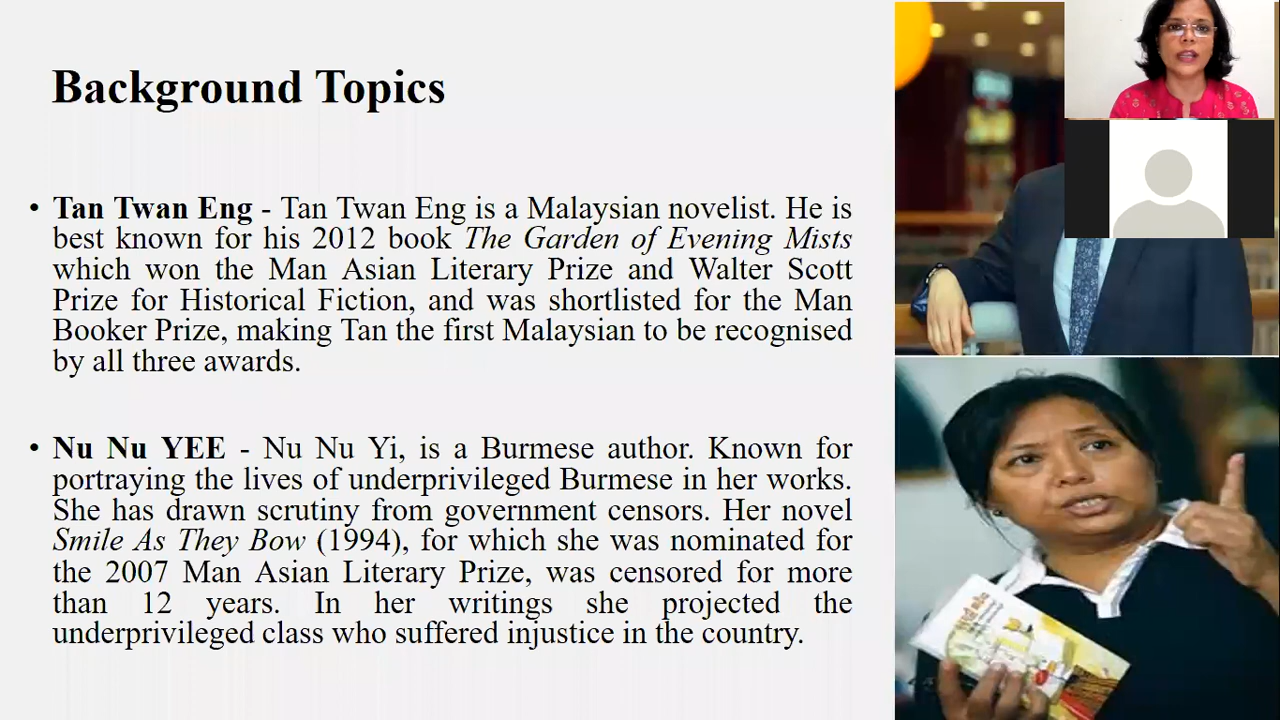 Background Topics
• Tan Twan Eng - Tan Twan Eng is a Malaysian novelist. He is
best known for his 2012 book The Garden of Evening Mists
which won the Man Asian Literary Prize and Walter Scott
Prize for Historical Fiction, and was shortlisted for the Man
Booker Prize, making Tan the first Malaysian to be recognised
by all three awards.
• Nu Nu YEE - Nu Nu Yi, is a Burmese author. Known for
portraying the lives of underprivileged Burmese in her works.
She has drawn scrutiny from government censors. Her novel
Smile As They Bow (1994), for which she was nominated for
the 2007 Man Asian Literary Prize, was censored for more
than 12 years. In her writings she projected the
underprivileged class who suffered injustice in the country.